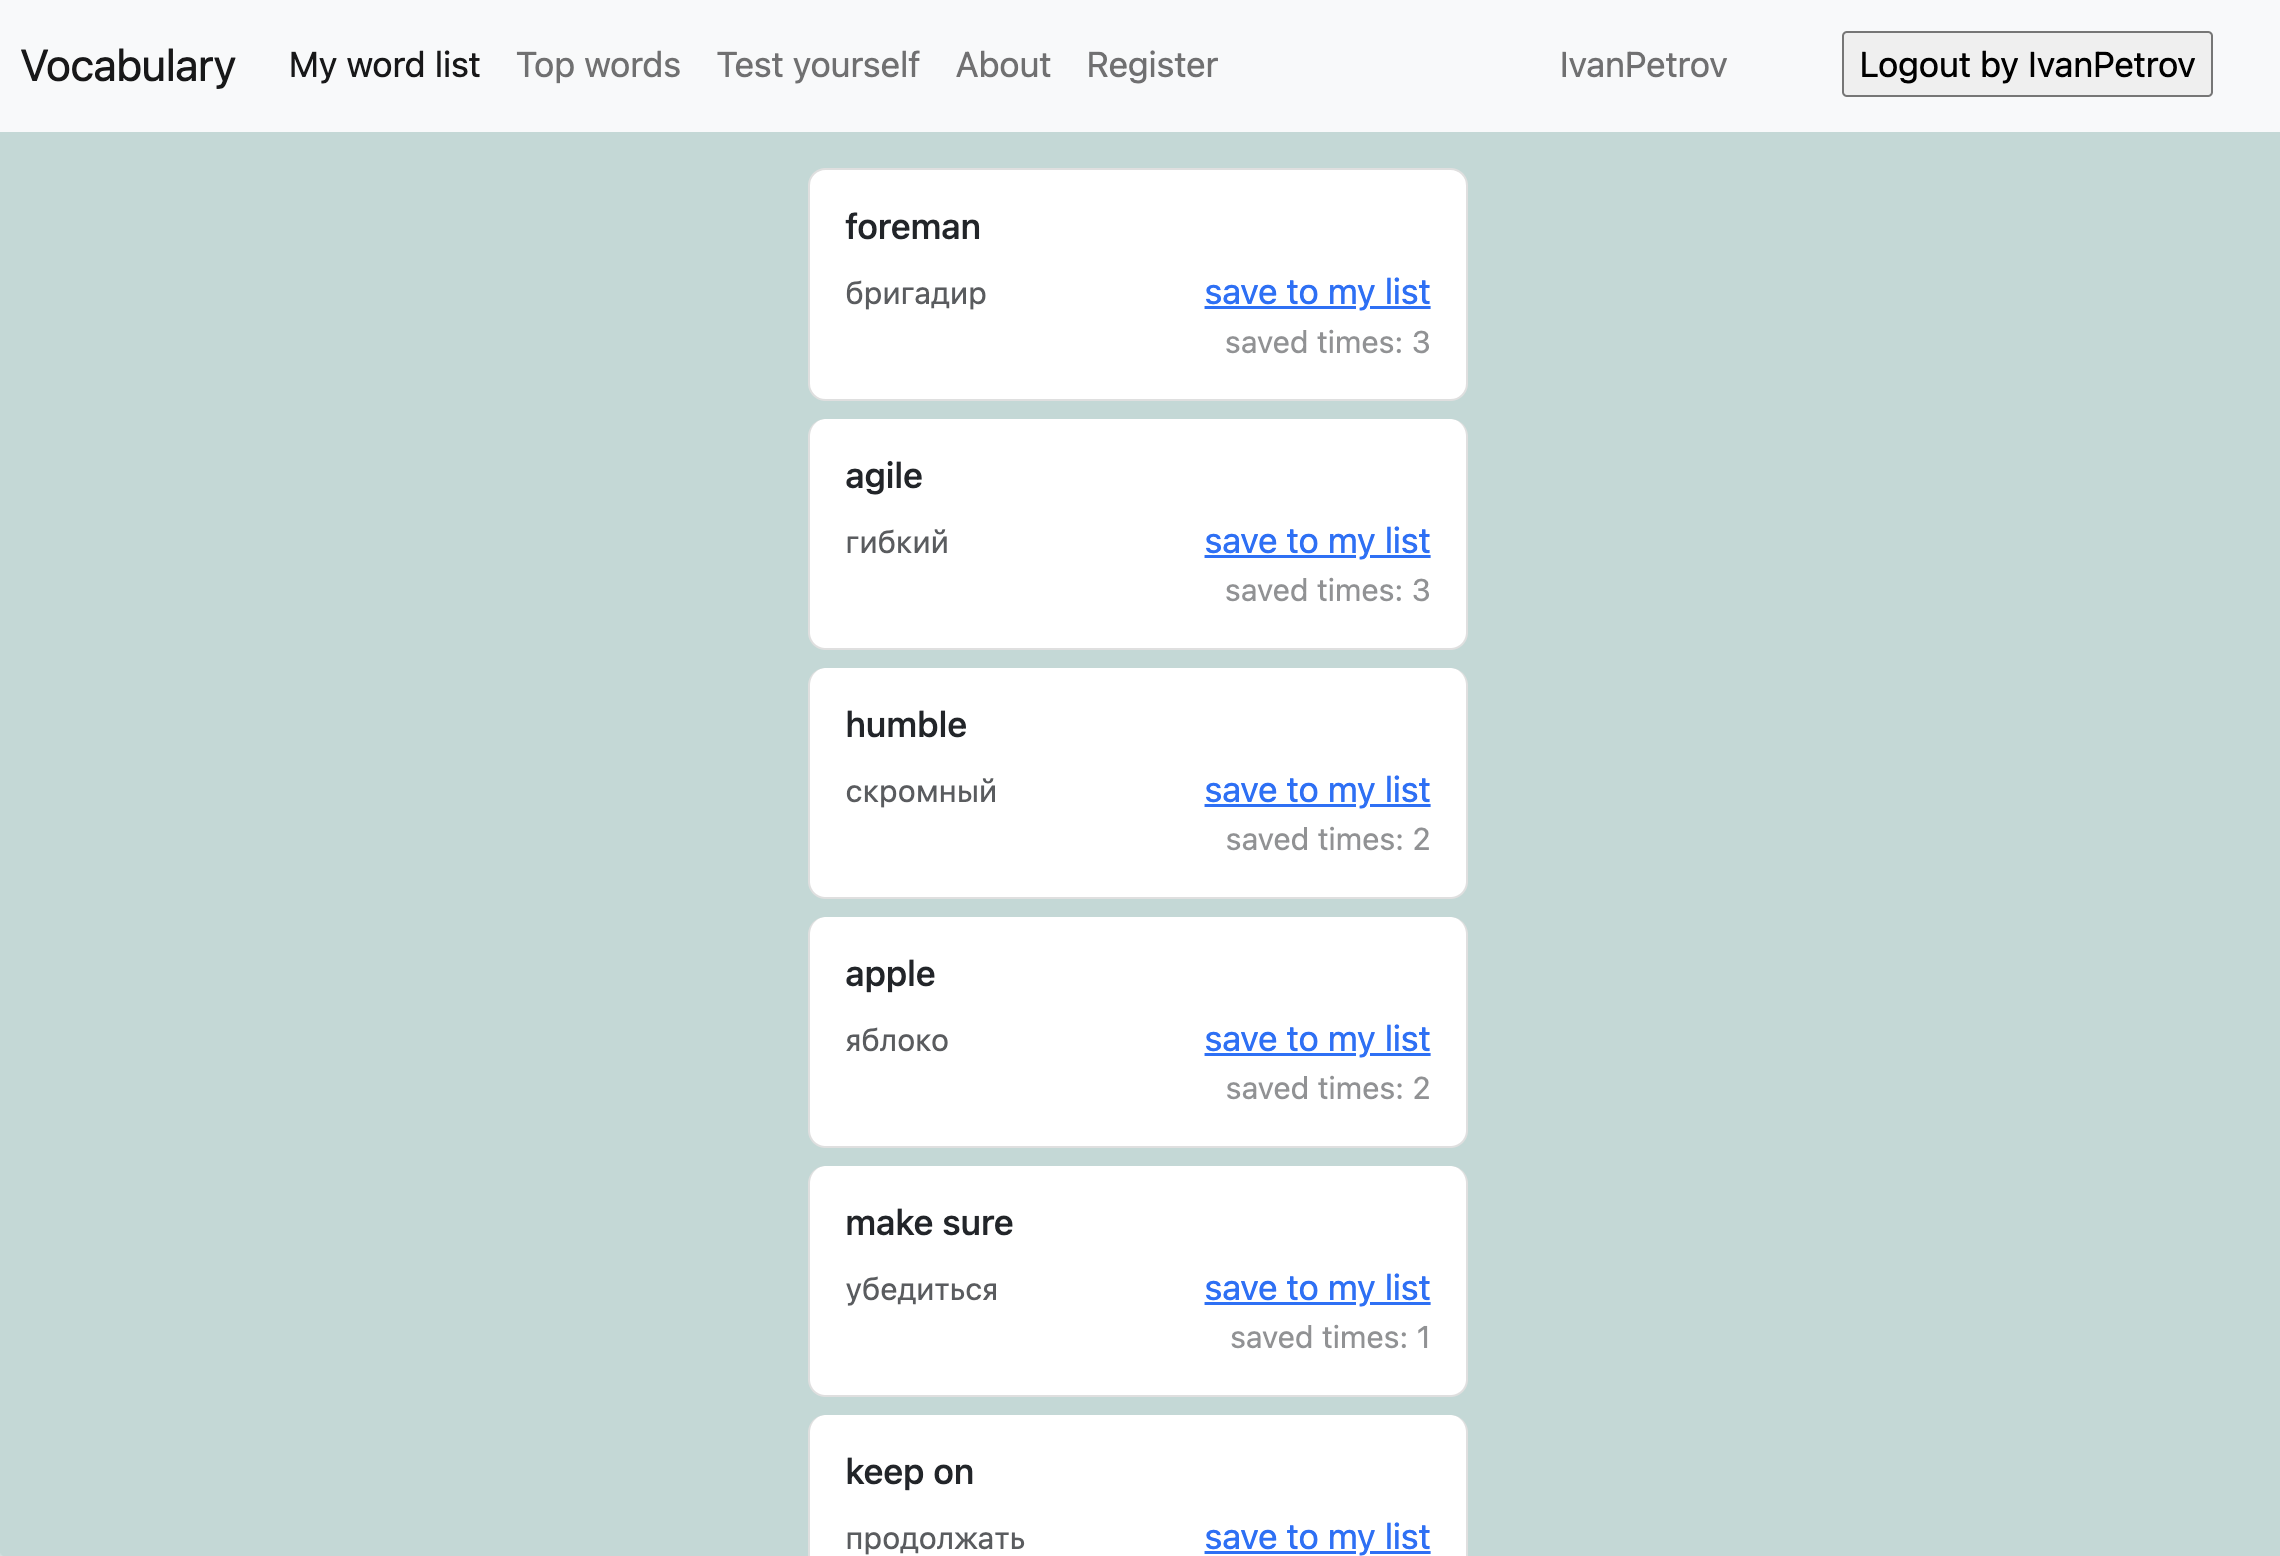 Vocabulary My word list Top words Test yourself About Register IvanPetrov Logout by IvanPetrov
foreman
бригадир save to my list
saved times: 3
agile
гибкий save to my list
saved times: 3
humble
скромный save to my list
saved times: 2
apple
яблоко save to my list
saved times: 2
make sure
убедиться save to my list
saved times: 1
keep on
продолжать save to my list